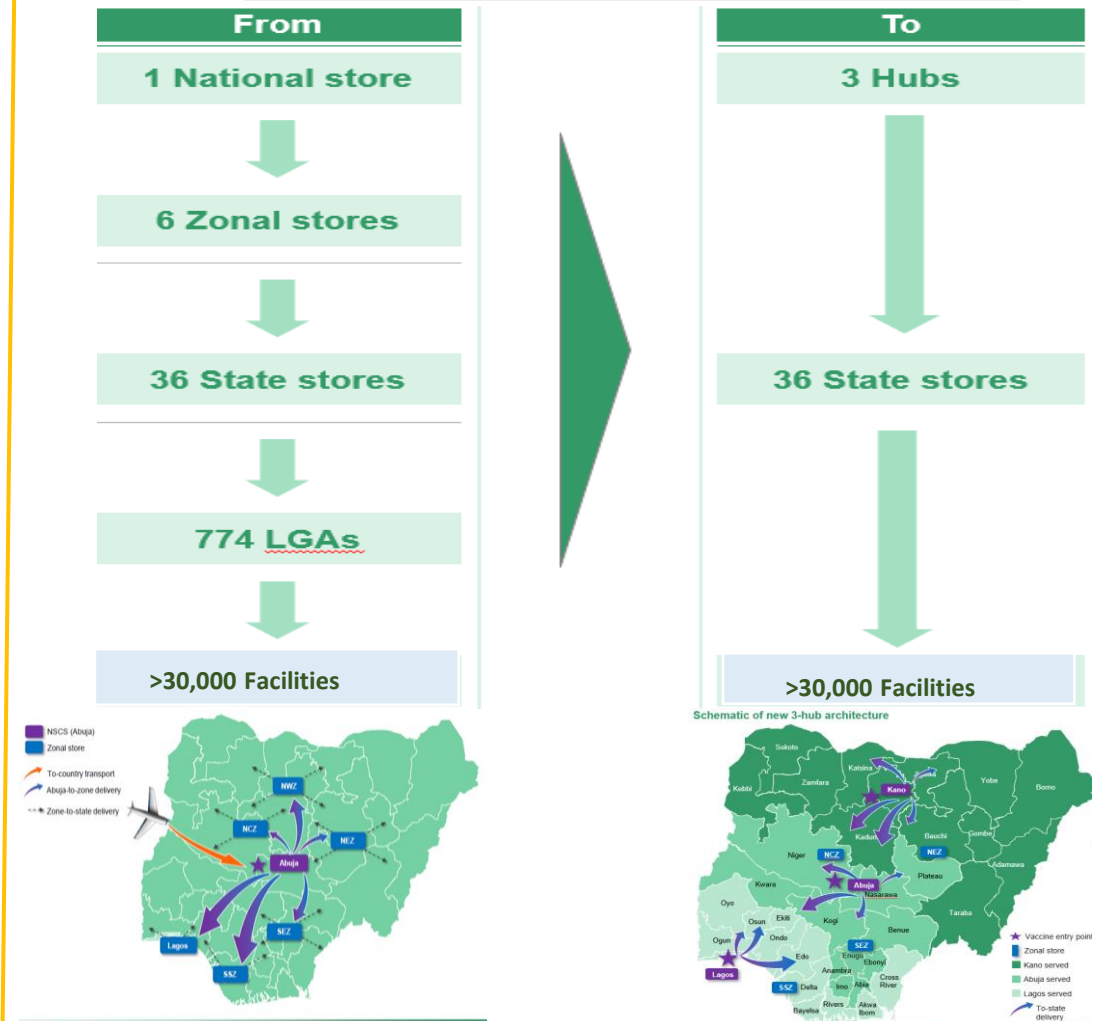 From
1 National store
6 Zonal stores
36 State stores
774 LGAs
>30,000 Facilities
NSCS (Abuja)
Zonal store
To-country transport
Abuja-to-zone delivery
Zone-to-state delivery
NWZ
NCZ
NEZ
Abuja
SEZ
Lagos
SSZ
To
3 Hubs
36 State stores
>30,000 Facilities
Schematic of new 3-hub architecture
Sokoto
Katsina
Yobe
Borno
Zamfara
Kebbi
Kano
Kadun
Bauchi
Gombe
NCZ
NEZ
Adamawa
Niger
Plateau
Abuja
Nasarawa
Kwara
Taraba
Oyo
Osun
Ekiti
Kogi
Benue
Ogun
Ondo
SEZ
Enugu
Ebonyi
Edo
Lagos
Anambra
Cross
River
SSZ
Delta
Imo
Abia
Rivers
Akwa
Ibom
Bayelsa
Vaccine entry point
Zonal store
Kano served
Abuja served
Lagos served
To-state
delivery